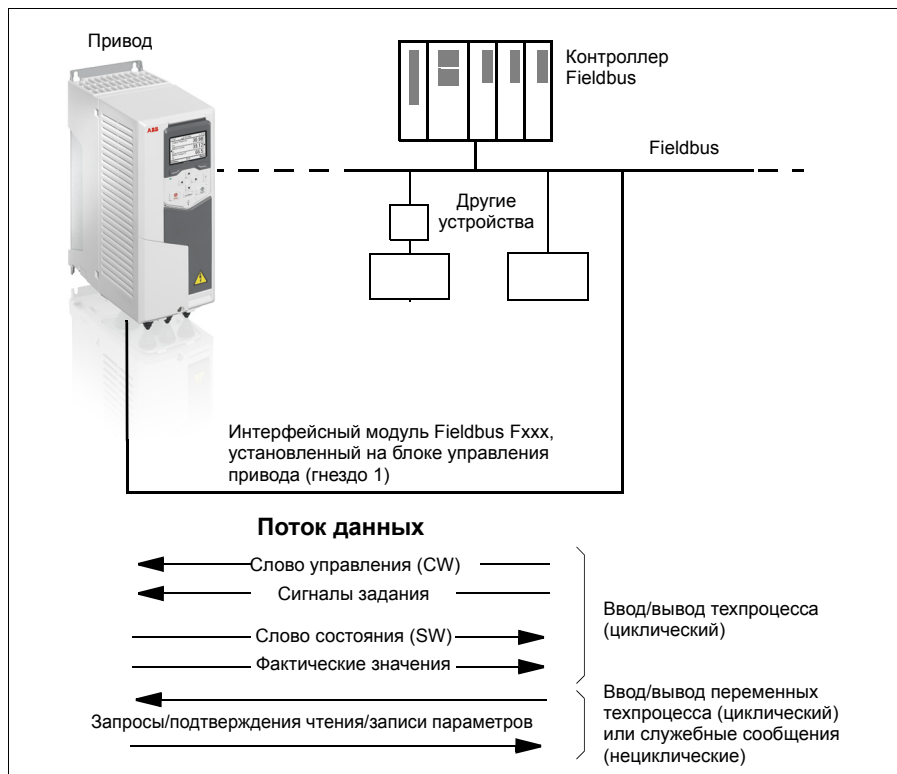 Привод
Контроллер
Fieldbus
ABB
Fieldbus
Другие
устройства
Интерфейсный модуль Fieldbus Fxxx,
установленный на блоке управления
привода (гнездо 1)
Поток данных
Слово управления (CW)
Сигналы задания
Слово состояния (SW)
Фактические значения
Ввод/вывод техпроцесса
(циклический)
Запросы/подтверждения чтения/записи параметров
Ввод/вывод переменных
техпроцесса (циклический)
или служебные сообщения
(нециклические)